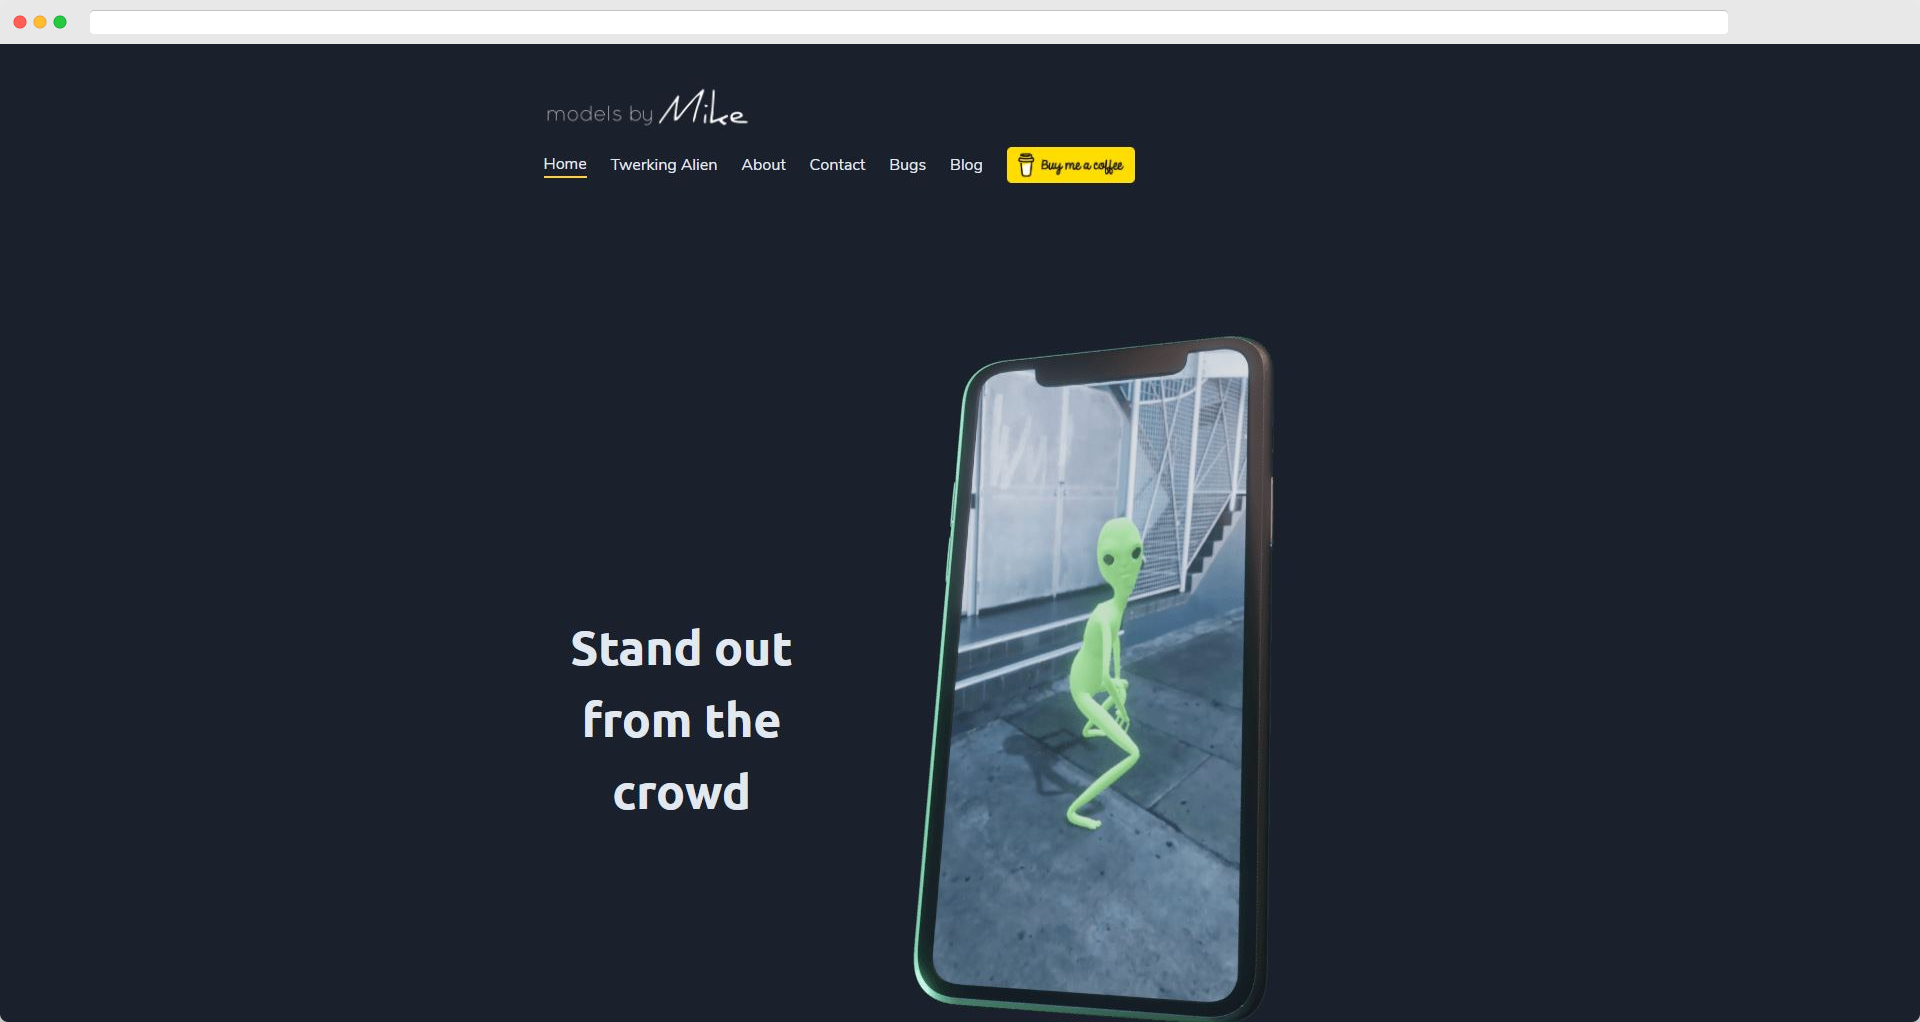 models by Mike
Home Twerking Alien About Contact Bugs Blog Buy me a coffee
Stand out
from the
crowd